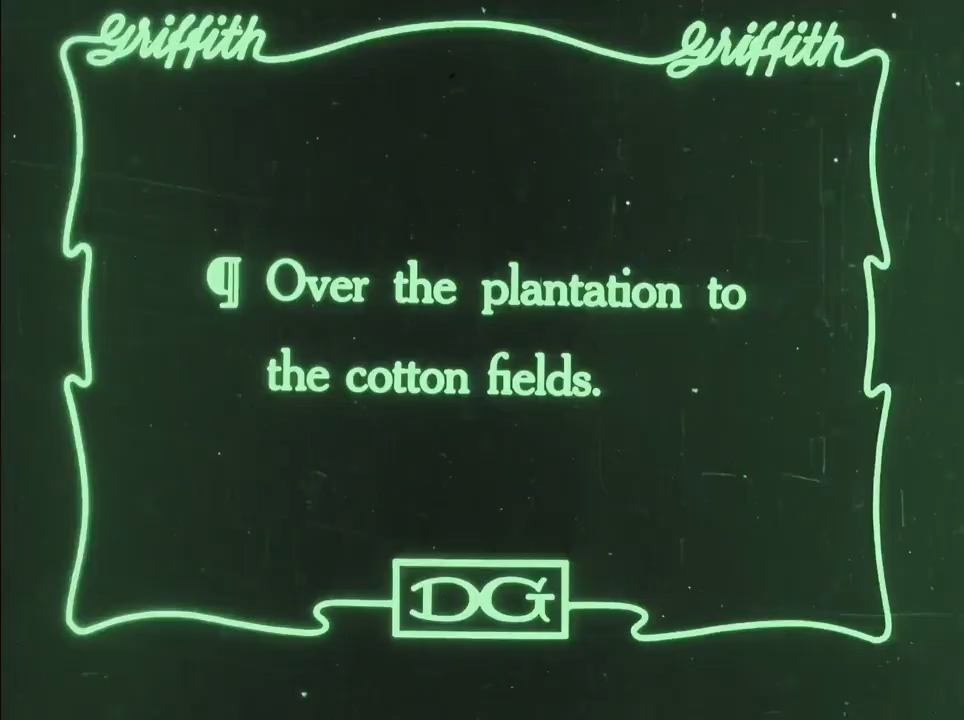 Griffith Griffith
¶ Over the plantation to
the cotton fields.
DG